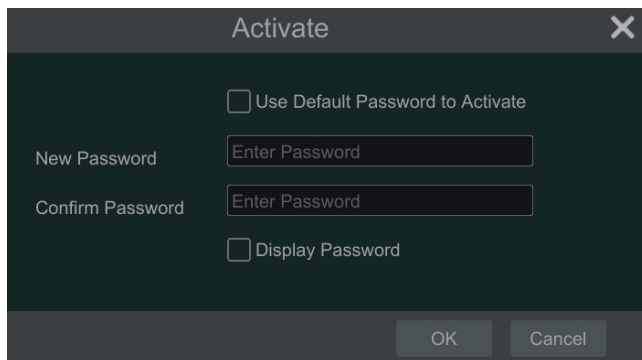 Activate
Use Default Password to Activate
New Password Enter Password
Confirm Password Enter Password
Display Password
OK Cancel